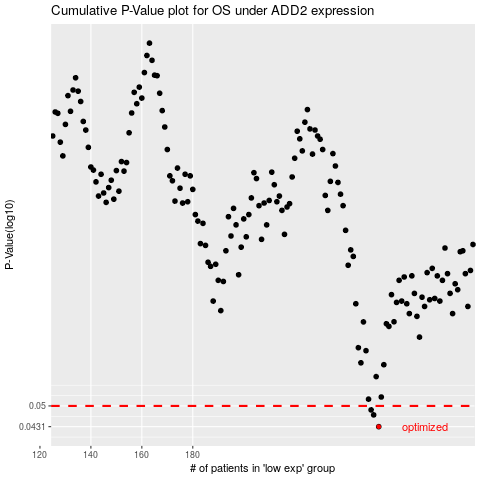 Cumulative P-Value plot for OS under ADD2 expression
P-Value(log10)
0.05
0.0431
optimized
120 140 160 180
# of patients in 'low exp' group